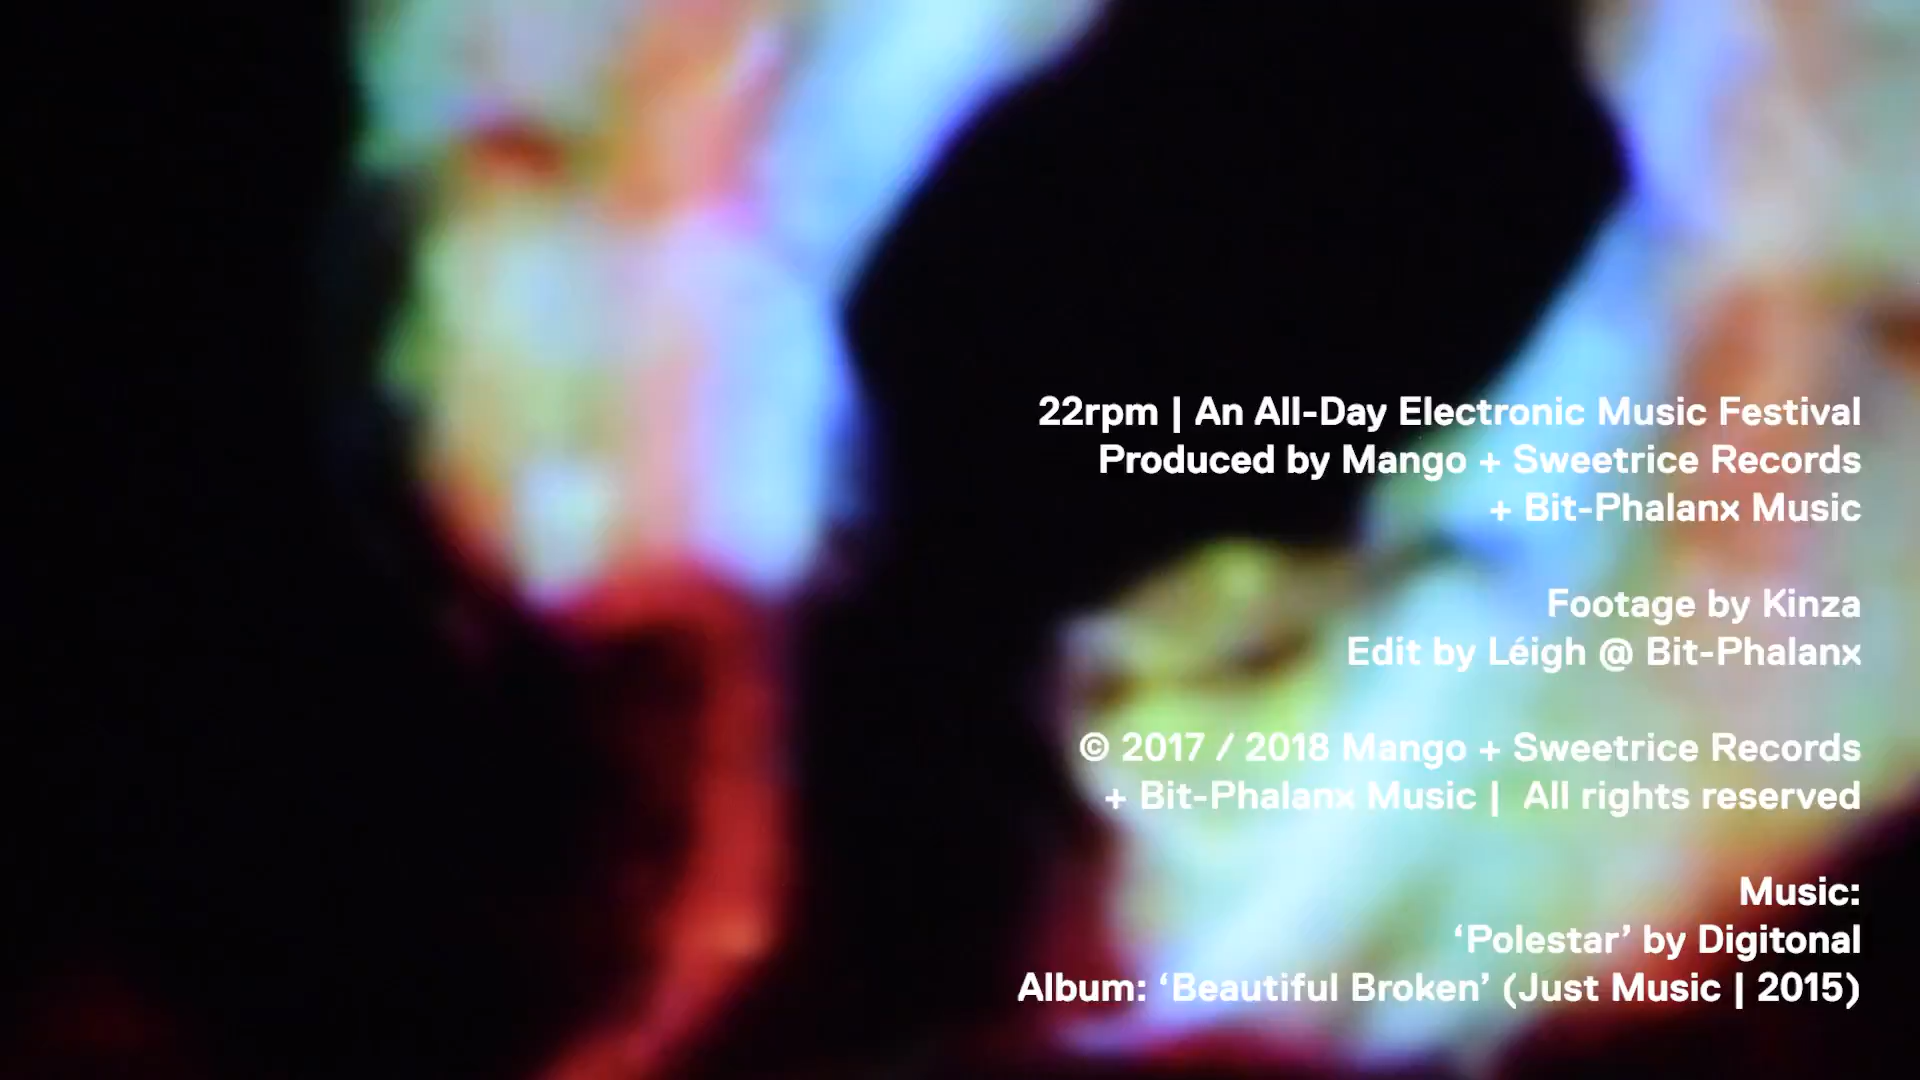 22rpm | An All-Day Electronic Music Festival
Produced by Mango + Sweetrice Records
+ Bit-Phalanx Music
Footage by Kinza
Edit by Léigh @ Bit-Phalanx
© 2017 / 2018 Mango + Sweetrice Records
+ Bit-Phalanx Music | All rights reserved
Music:
‘Polestar’ by Digitonal
Album: ‘Beautiful Broken’ (Just Music | 2015)